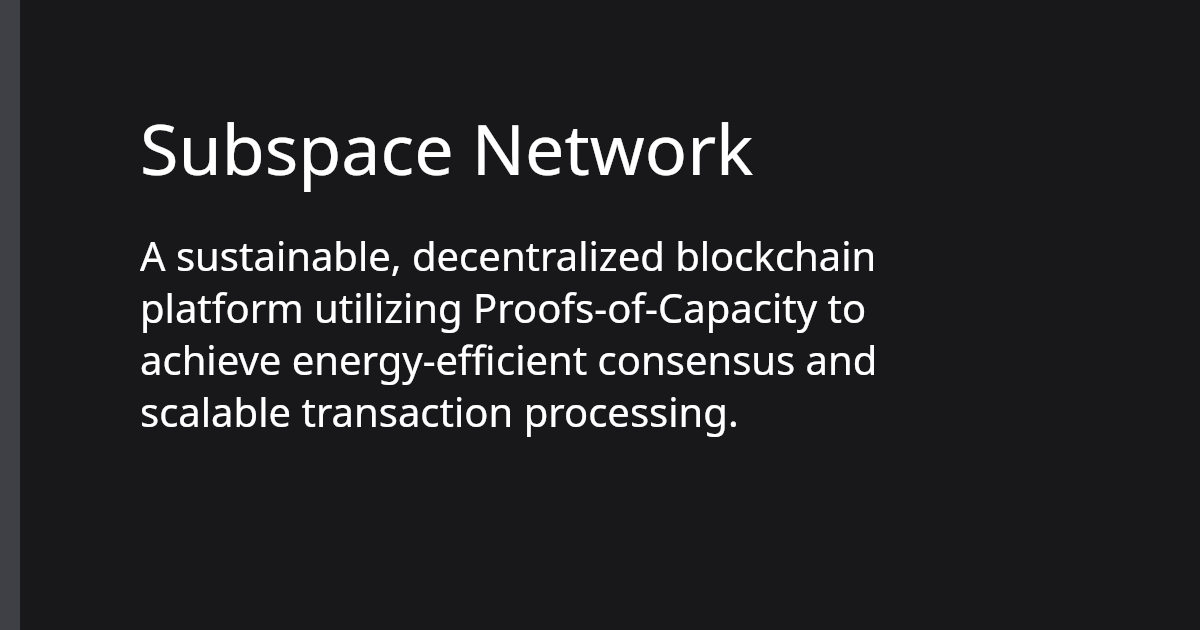 Subspace Network
A sustainable, decentralized blockchain
platform utilizing Proofs-of-Capacity to
achieve energy-efficient consensus and
scalable transaction processing.